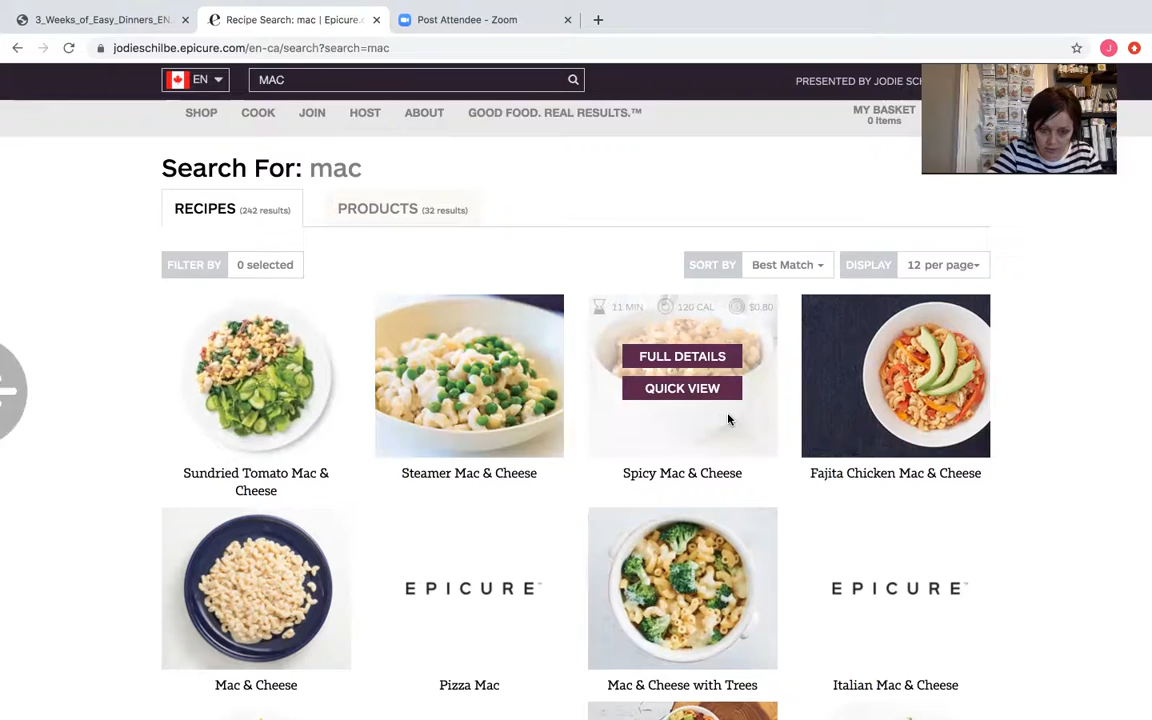 3_Weeks_of_Easy_Dinners_EN.
Recipe Search: mac | Epicure.c
Post Attendee - Zoom
jodieschilbe.epicure.com/en-ca/search?search=mac
J
EN
MAC
PRESENTED BY JODIE SCH
SHOP
COOK
JOIN
HOST
ABOUT
GOOD FOOD. REAL RESULTS.™
MY BASKET
0 Items
Search For: mac
RECIPES (242 results)
PRODUCTS (32 results)
FILTER BY
0 selected
SORT BY
Best Match
DISPLAY
12 per page
11 MIN
120 CAL
$0.80
FULL DETAILS
QUICK VIEW
Sundried Tomato Mac &
Cheese
Steamer Mac & Cheese
Spicy Mac & Cheese
Fajita Chicken Mac & Cheese
EPICURE™
EPICURE™
Mac & Cheese
Pizza Mac
Mac & Cheese with Trees
Italian Mac & Cheese